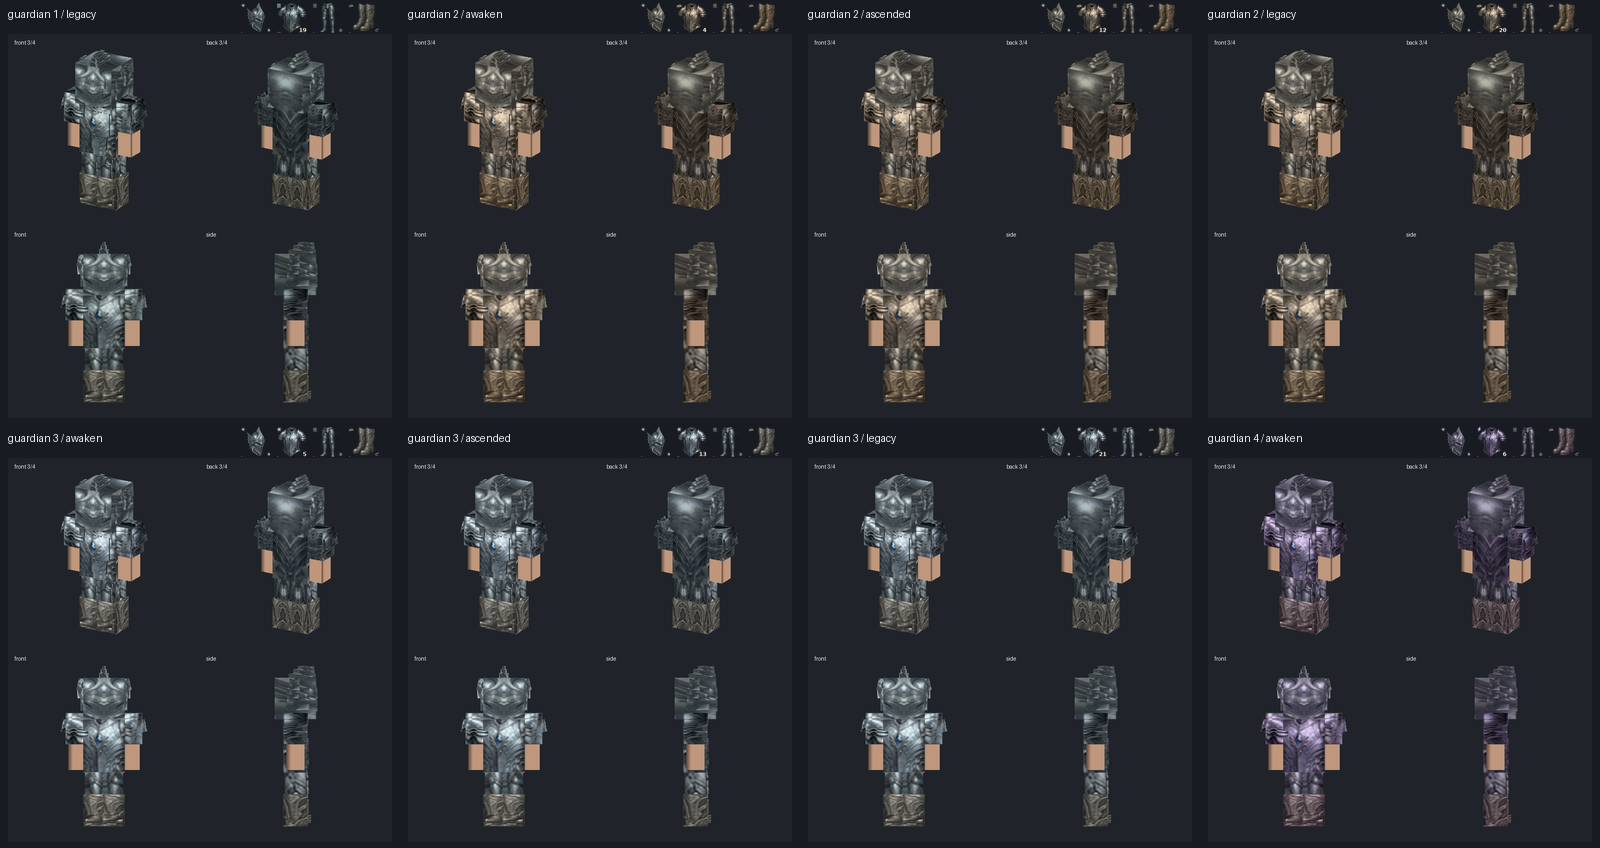 guardian 1 / legacy
19
front 3/4
back 3/4
front
side
guardian 2 / awaken
4
front 3/4
back 3/4
front
side
guardian 2 / ascended
12
front 3/4
back 3/4
front
side
guardian 2 / legacy
20
front 3/4
back 3/4
front
side
guardian 3 / awaken
5
front 3/4
back 3/4
front
side
guardian 3 / ascended
13
front 3/4
back 3/4
front
side
guardian 3 / legacy
21
front 3/4
back 3/4
front
side
guardian 4 / awaken
6
front 3/4
back 3/4
front
side